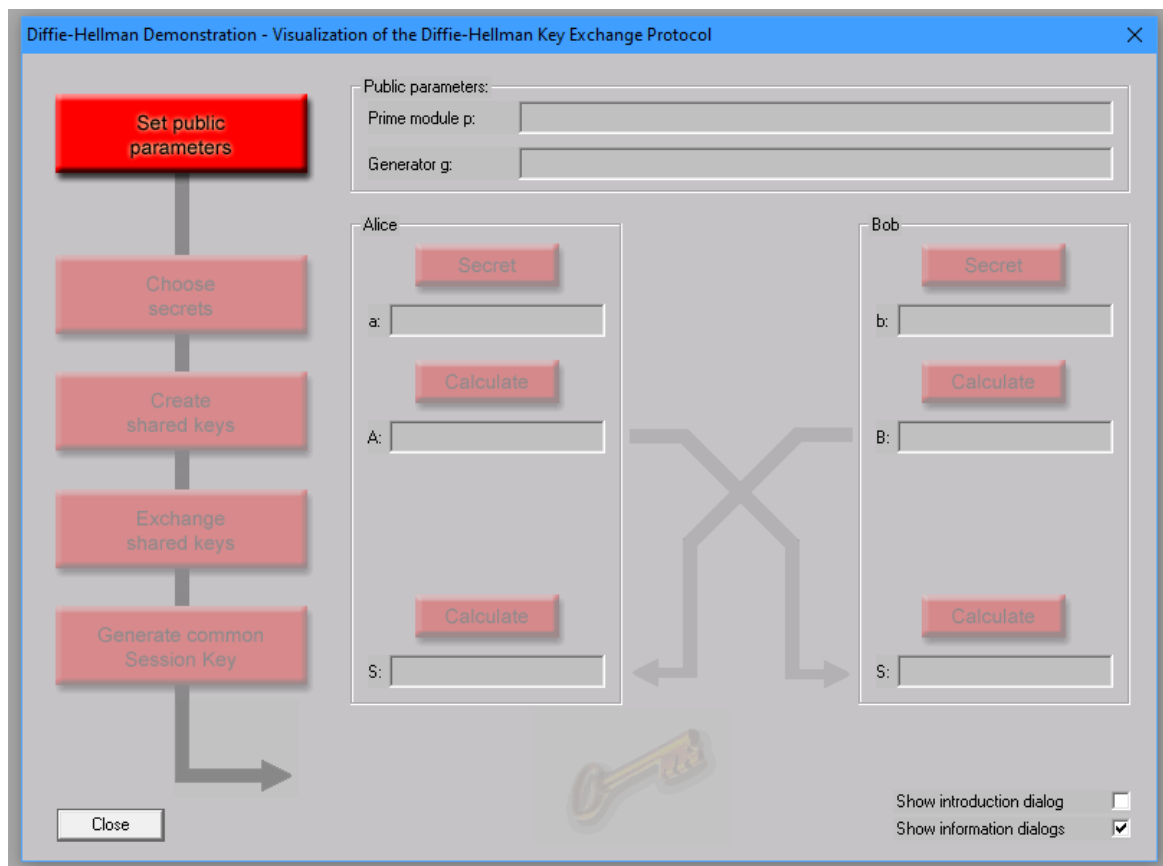 Diffie-Hellman Demonstration - Visualization of the Diffie-Hellman Key Exchange Protocol
Set public
parameters
Choose
secrets
Create
shared keys
Exchange
shared keys
Generate common
Session Key
Close
Public parameters:
Prime module p:
Generator g:
Alice
Secret
a:
Calculate
A:
Calculate
S:
Bob
Secret
b:
Calculate
B:
Calculate
S:
Show introduction dialog
Show information dialogs